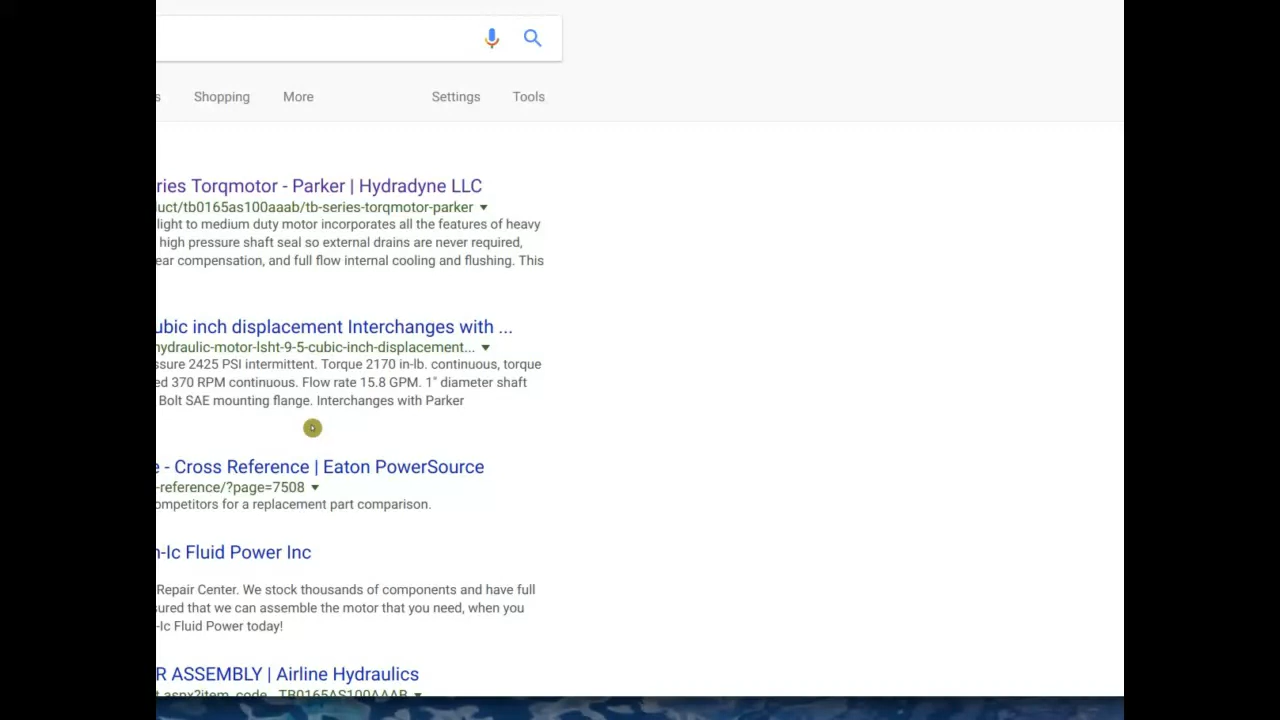 s Shopping More Settings Tools
ries Torqmotor - Parker | Hydradyne LLC
uct/tb0165as100aaab/tb-series-torqmotor-parker
light to medium duty motor incorporates all the features of heavy
high pressure shaft seal so external drains are never required,
ear compensation, and full flow internal cooling and flushing. This
ubic inch displacement Interchanges with ...
hydraulic-motor-lsht-9-5-cubic-inch-displacement...
ssure 2425 PSI intermittent. Torque 2170 in-lb. continuous, torque
ed 370 RPM continuous. Flow rate 15.8 GPM. 1" diameter shaft
Bolt SAE mounting flange. Interchanges with Parker
e - Cross Reference | Eaton PowerSource
-reference/?page=7508
ompetitors for a replacement part comparison.
n-Ic Fluid Power Inc
Repair Center. We stock thousands of components and have full
sured that we can assemble the motor that you need, when you
-Ic Fluid Power today!
R ASSEMBLY | Airline Hydraulics
t.aspx?item_code...TB0165AS100AAAB